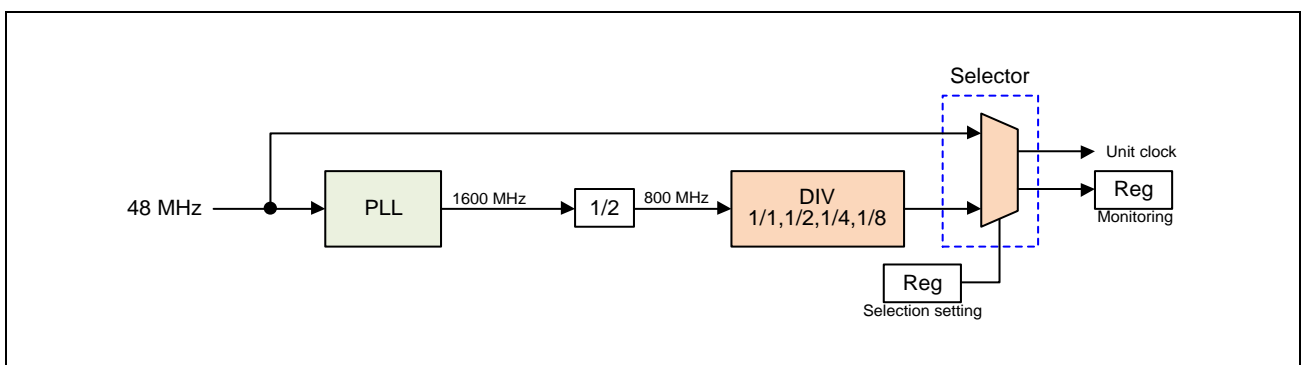 Selector
Unit clock
48 MHz
PLL
1600 MHz
1/2
800 MHz
DIV
1/1,1/2,1/4,1/8
Reg
Monitoring
Reg
Selection setting